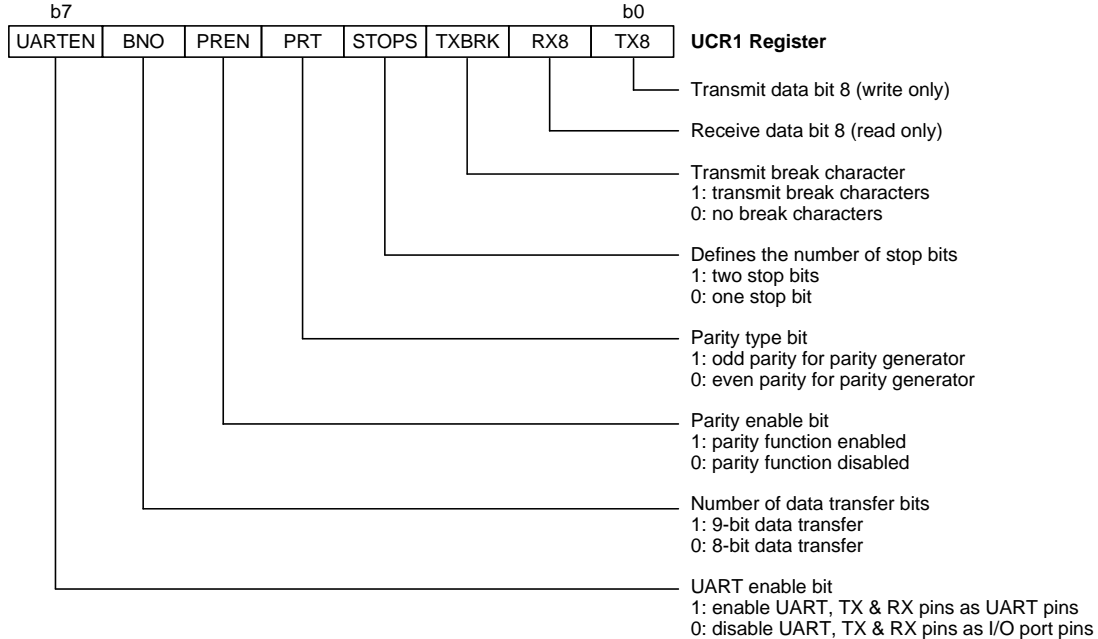 b7 b0
UARTEN BNO PREN PRT STOPS TXBRK RX8 TX8 UCR1 Register
Transmit data bit 8 (write only)
Receive data bit 8 (read only)
Transmit break character
1: transmit break characters
0: no break characters
Defines the number of stop bits
1: two stop bits
0: one stop bit
Parity type bit
1: odd parity for parity generator
0: even parity for parity generator
Parity enable bit
1: parity function enabled
0: parity function disabled
Number of data transfer bits
1: 9-bit data transfer
0: 8-bit data transfer
UART enable bit
1: enable UART, TX & RX pins as UART pins
0: disable UART, TX & RX pins as I/O port pins